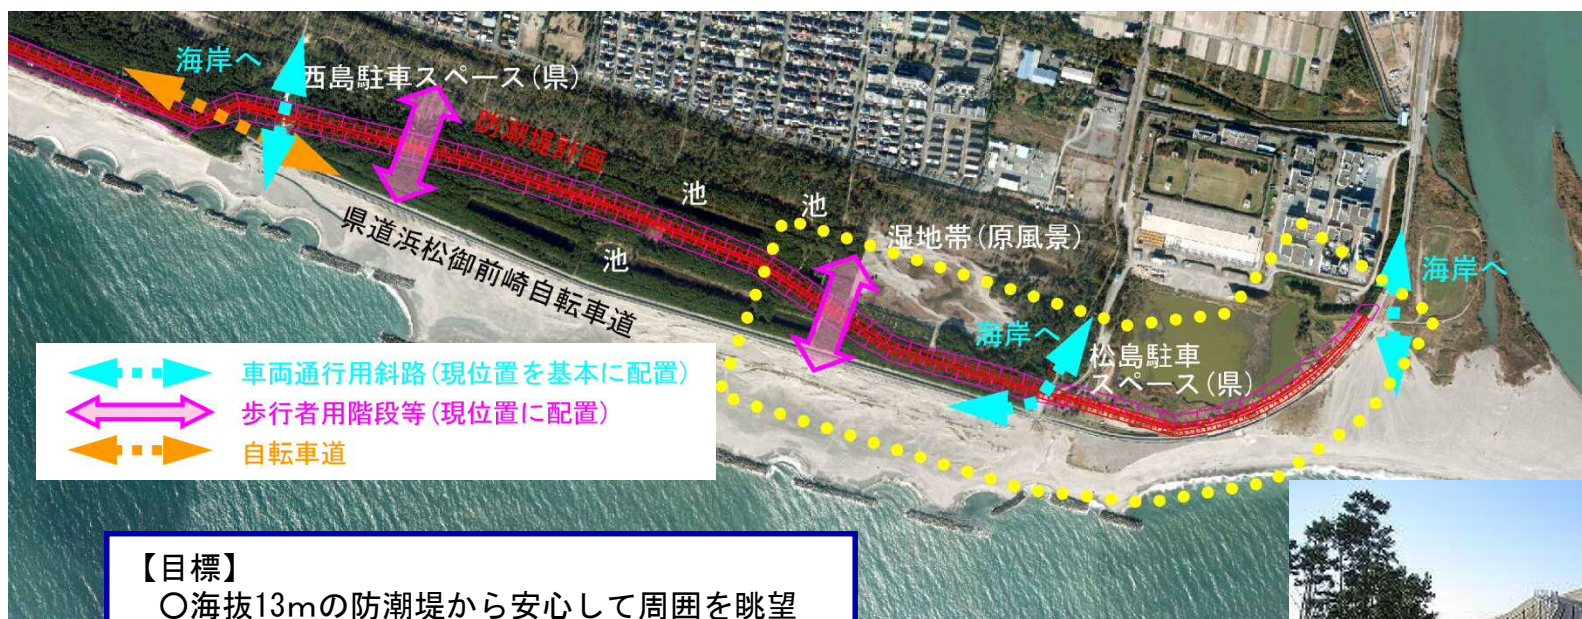 海岸へ
西島駐車スペース(県)
防潮堤計画
池
池
池
湿地帯(原風景)
県道浜松御前崎自転車道
海岸へ
海岸へ
松島駐車
スペース(県)
車両通行用斜路(現位置を基本に配置)
歩行者用階段等(現位置に配置)
自転車道
【目標】
○海抜13mの防潮堤から安心して周囲を眺望